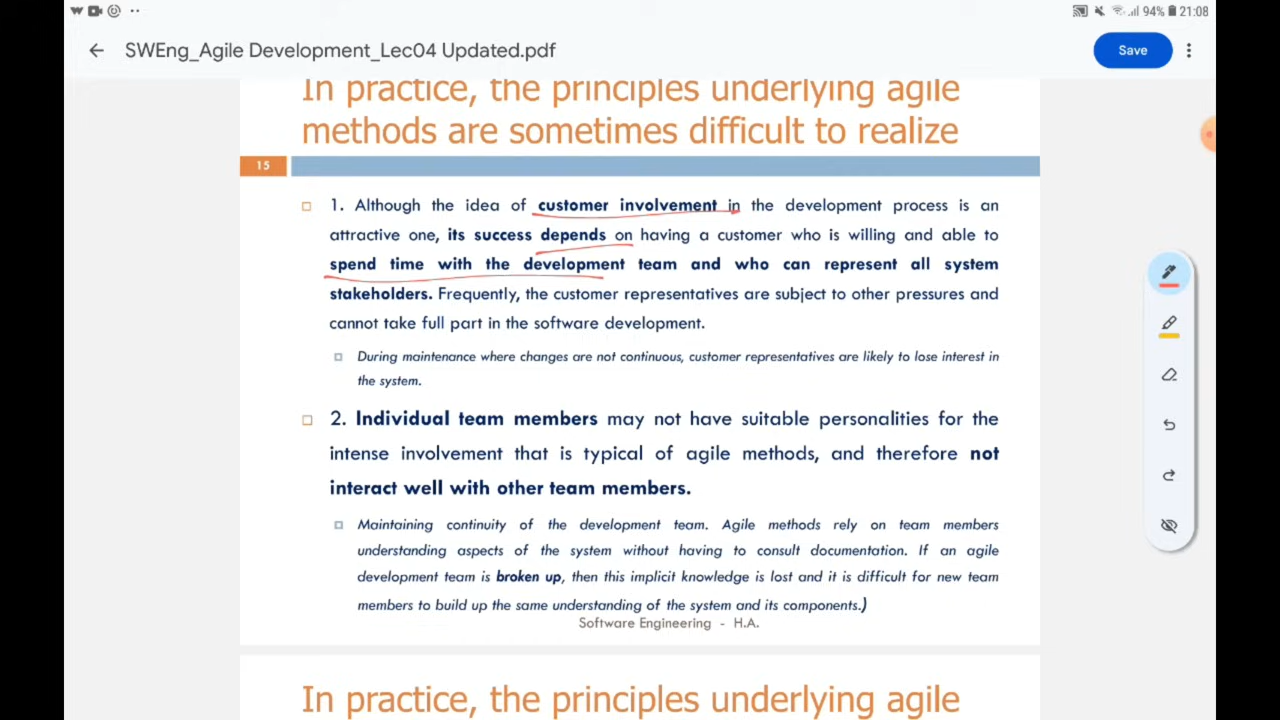 94% 21:08
SWEng_Agile Development_Lec04 Updated.pdf
Save
In practice, the principles underlying agile
methods are sometimes difficult to realize
15
1. Although the idea of customer involvement in the development process is an
attractive one, its success depends on having a customer who is willing and able to
spend time with the development team and who can represent all system
stakeholders. Frequently, the customer representatives are subject to other pressures and
cannot take full part in the software development.
During maintenance where changes are not continuous, customer representatives are likely to lose interest in
the system.
2. Individual team members may not have suitable personalities for the
intense involvement that is typical of agile methods, and therefore not
interact well with other team members.
Maintaining continuity of the development team. Agile methods rely on team members
understanding aspects of the system without having to consult documentation. If an agile
development team is broken up, then this implicit knowledge is lost and it is difficult for new team
members to build up the same understanding of the system and its components.)
Software Engineering - H.A.
In practice, the principles underlying agile